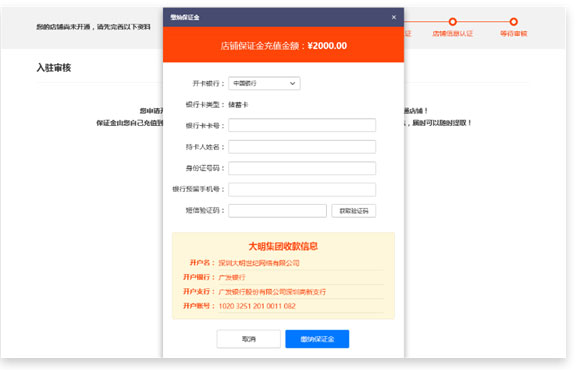 缴纳保证金 ×
您的店铺尚未开通，请先完善以下资料
店铺保证金充值金额：¥2000.00
证 店铺信息认证 等待审核
入驻审核
开卡银行： 中国银行
银行卡类型： 储蓄卡
您申请开 通店铺！
保证金由您自己充值到 ，届时可以随时提取！
银行卡卡号：
持卡人姓名：
身份证号码：
银行预留手机号：
短信验证码： 获取验证码
大明集团收款信息
开户名： 深圳大明世纪网络有限公司
开户银行： 广发银行
开户支行： 广发银行股份有限公司深圳高新支行
开户账号： 1020 3251 201 0011 082
取消 缴纳保证金